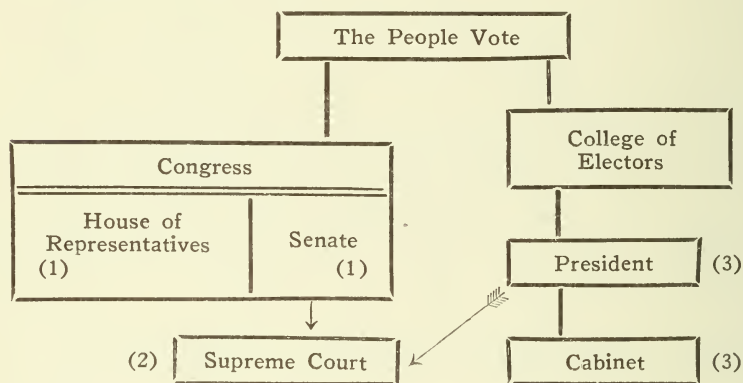 The People Vote
College of
Electors
Congress
House of
Representatives
(1)
Senate
(1)
President
(3)
(2)
Supreme Court
Cabinet
(3)